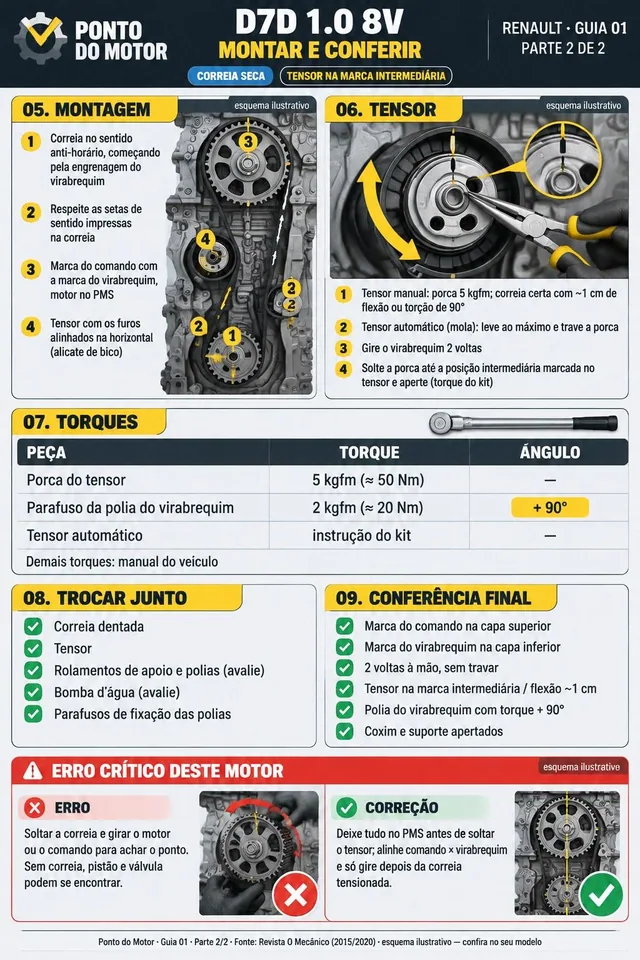 PONTO
DO MOTOR
D7D 1.0 8V
MONTAR E CONFERIR
CORREIA SECA
TENSOR NA MARCA INTERMEDIÁRIA
RENAULT · GUIA 01
PARTE 2 DE 2
05. MONTAGEM
esquema ilustrativo
1 Correia no sentido
anti-horário, começando
pela engrenagem do
virabrequim
2 Respeite as setas de
sentido impressas
na correia
3 Marca do comando com
a marca do virabrequim,
motor no PMS
4 Tensor com os furos
alinhados na horizontal
(alicate de bico)
3
4
2
2
2
1
06. TENSOR
esquema ilustrativo
1 Tensor manual: porca 5 kgfm; correia certa com ~1 cm de
flexão ou torção de 90°
2 Tensor automático (mola): leve ao máximo e trave a porca
3 Gire o virabrequim 2 voltas
4 Solte a porca até a posição intermediária marcada no
tensor e aperte (torque do kit)
07. TORQUES
PEÇA TORQUE ÂNGULO
Porca do tensor 5 kgfm (≈ 50 Nm) —
Parafuso da polia do virabrequim 2 kgfm (≈ 20 Nm) + 90°
Tensor automático instrução do kit —
Demais torques: manual do veículo
08. TROCAR JUNTO
Correia dentada
Tensor
Rolamentos de apoio e polias (avalie)
Bomba d'água (avalie)
Parafusos de fixação das polias
09. CONFERÊNCIA FINAL
Marca do comando na capa superior
Marca do virabrequim na capa inferior
2 voltas à mão, sem travar
Tensor na marca intermediária / flexão ~1 cm
Polia do virabrequim com torque + 90°
Coxim e suporte apertados
ERRO CRÍTICO DESTE MOTOR
esquema ilustrativo
ERRO
Soltar a correia e girar o motor
ou o comando para achar o ponto.
Sem correia, pistão e válvula
podem se encontrar.
CORREÇÃO
Deixe tudo no PMS antes de soltar
o tensor; alinhe comando × virabrequim
e só gire depois da correia
tensionada.
Ponto do Motor · Guia 01 · Parte 2/2 · Fonte: Revista O Mecânico (2015/2020) · esquema ilustrativo — confira no seu modelo